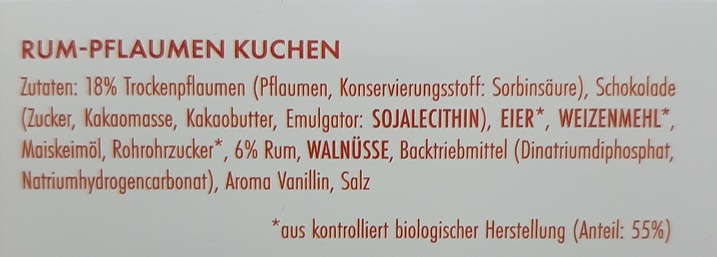 RUM-PFLAUMEN KUCHEN
Zutaten: 18% Trockenpflaumen (Pflaumen, Konservierungsstoff: Sorbinsäure), Schokolade
(Zucker, Kakaomasse, Kakaobutter, Emulgator: SOJALECITHIN), EIER*, WEIZENMEHL*,
Maiskeimöl, Rohrohrzucker*, 6% Rum, WALNÜSSE, Backtriebmittel (Dinatriumdiphosphat,
Natriumhydrogencarbonat), Aroma Vanillin, Salz
*aus kontrolliert biologischer Herstellung (Anteil: 55%)